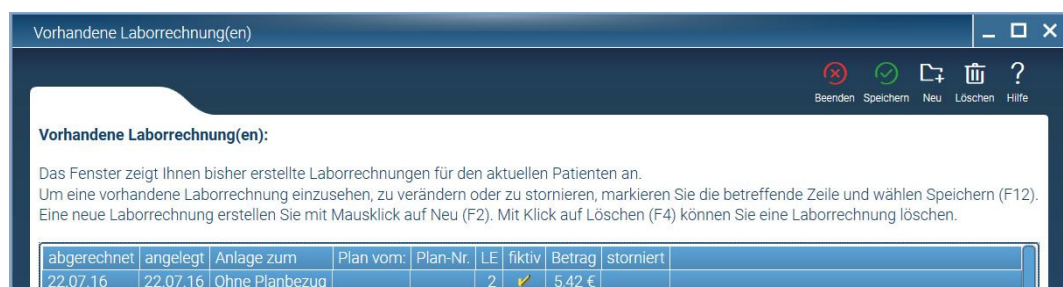 Vorhandene Laborrechnung(en)
Beenden Speichern Neu Löschen Hilfe
Vorhandene Laborrechnung(en):
Das Fenster zeigt Ihnen bisher erstellte Laborrechnungen für den aktuellen Patienten an.
Um eine vorhandene Laborrechnung einzusehen, zu verändern oder zu stornieren, markieren Sie die betreffende Zeile und wählen Speichern (F12).
Eine neue Laborrechnung erstellen Sie mit Mausklick auf Neu (F2). Mit Klick auf Löschen (F4) können Sie eine Laborrechnung löschen.
abgerechnet angelegt Anlage zum Plan vom: Plan-Nr. LE fiktiv Betrag storniert
22.07.16 22.07.16 Ohne Planbezug 2 5,42 €